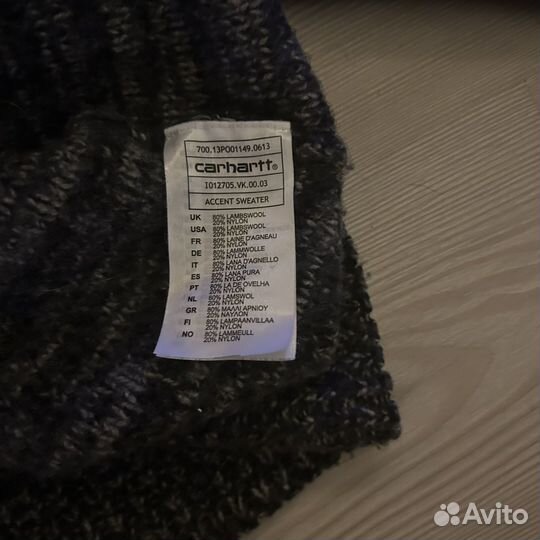 700.13PO01149.0613
carhartt®
I012705.VK.00.03
ACCENT SWEATER
UK 80% LAMBSWOOL
20% NYLON
USA 80% LAMBSWOOL
20% NYLON
FR 80% LAINE D'AGNEAU
20% NYLON
DE 80% LAMMWOLLE
20% NYLON
IT 80% LANA D'AGNELLO
20% NYLON
ES 80% LANA PURA
20% NYLON
PT 80% LA DE OVELHA
20% NYLON
NL 80% LAMSWOL
20% NYLON
GR 80% ΜΑΛΛΙ ΑΡΝΙΟΥ
20% ΝΑΥΛΟΝ
FI 80% LAMPAANVILLAA
20% NYLON
NO 80% LAMMEULL
20% NYLON
Avito